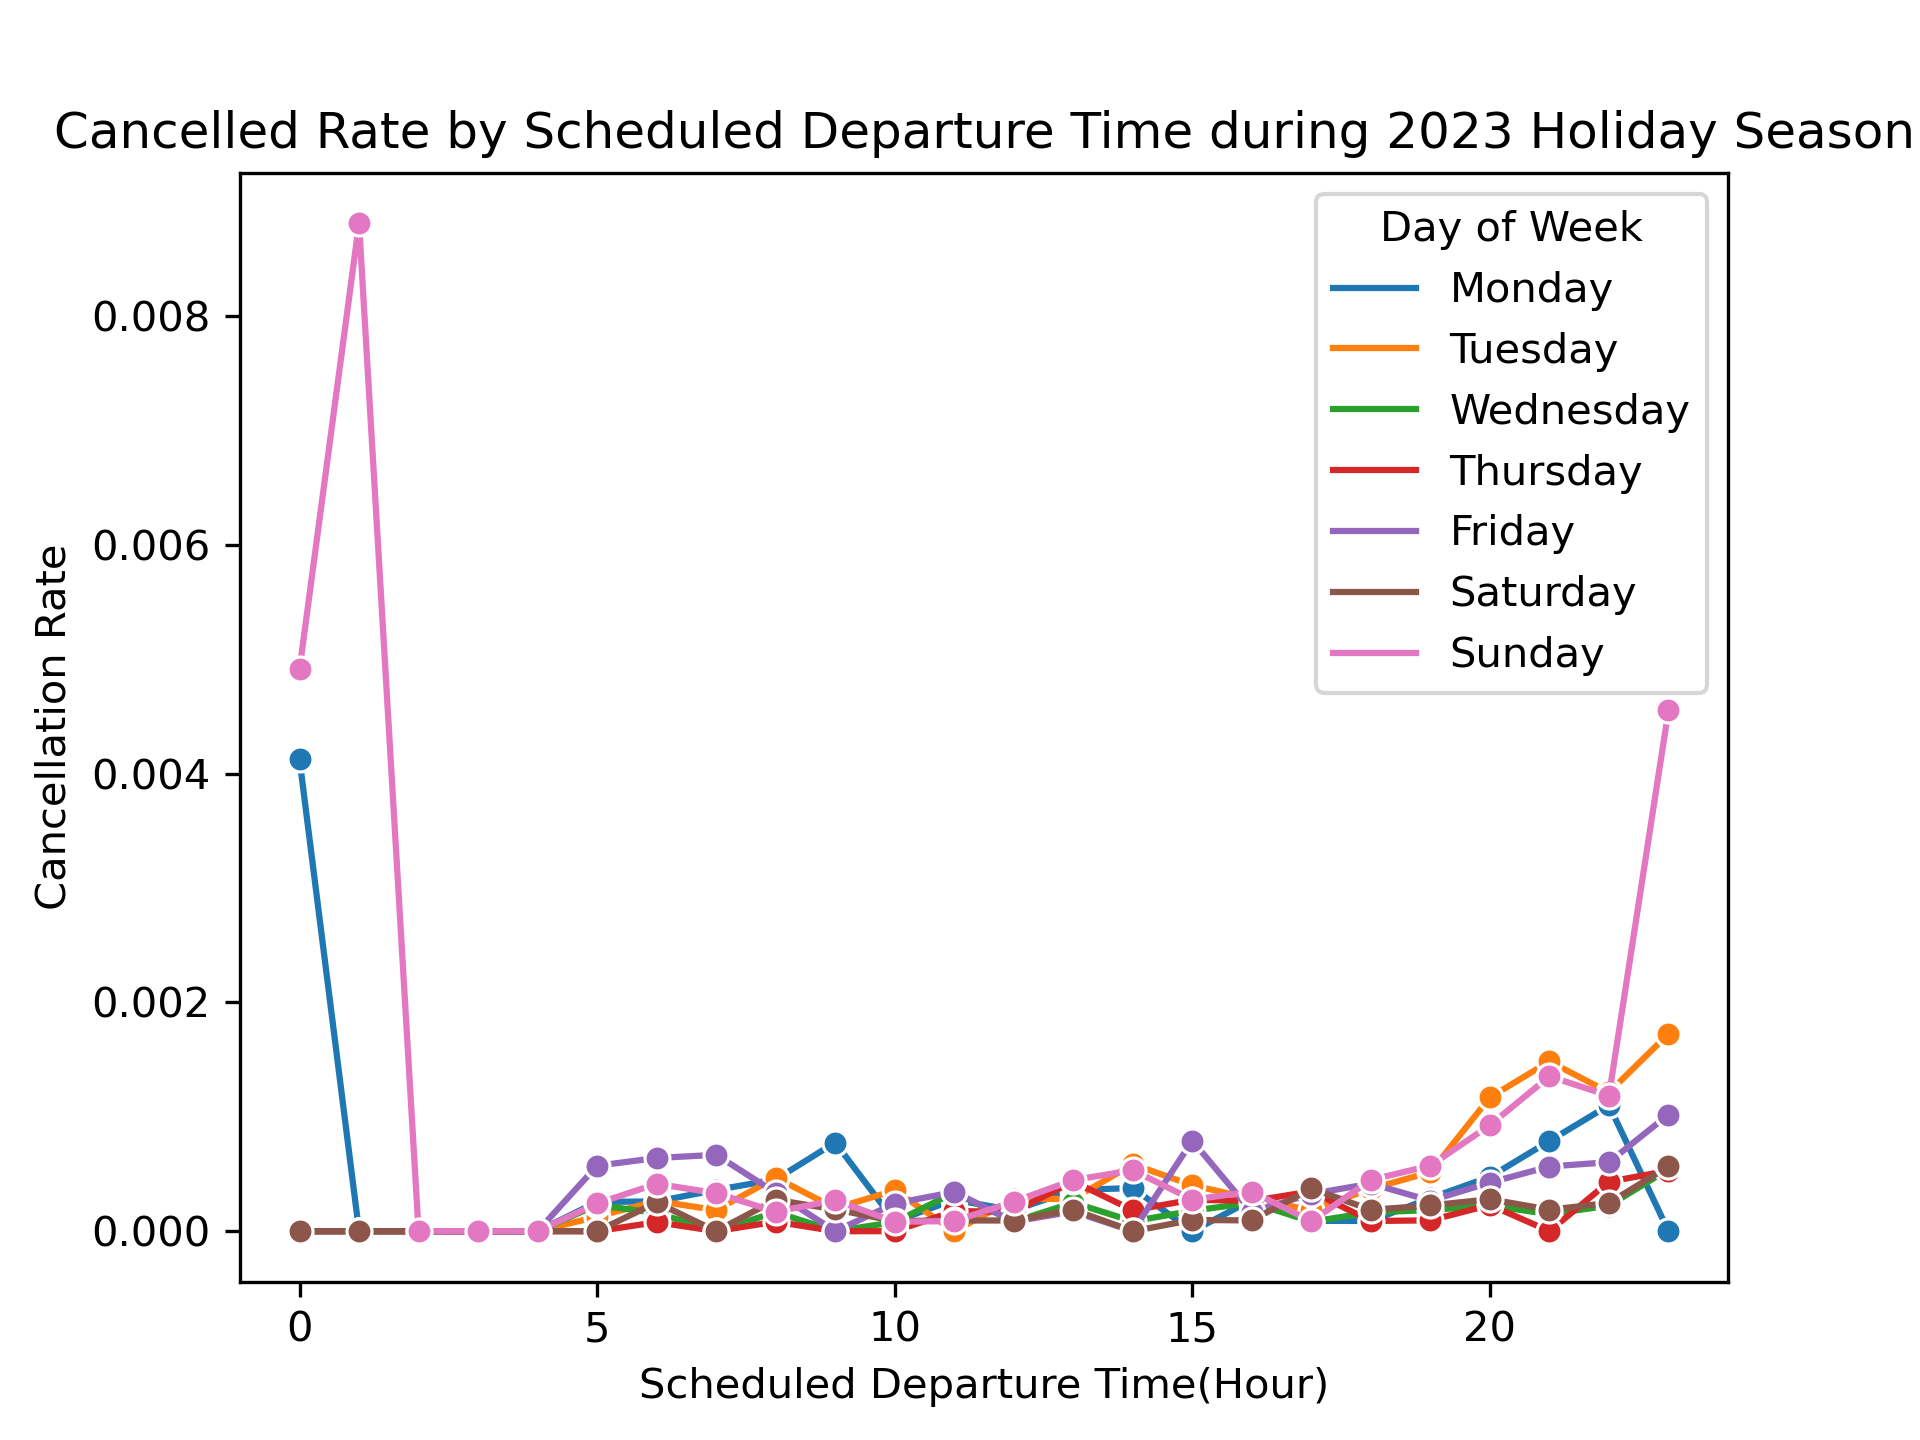 Cancelled Rate by Scheduled Departure Time during 2023 Holiday Season
Day of Week
Monday
Tuesday
Wednesday
Thursday
Friday
Saturday
Sunday
0.008
0.006
0.004
0.002
0.000
Cancellation Rate
0 5 10 15 20
Scheduled Departure Time(Hour)